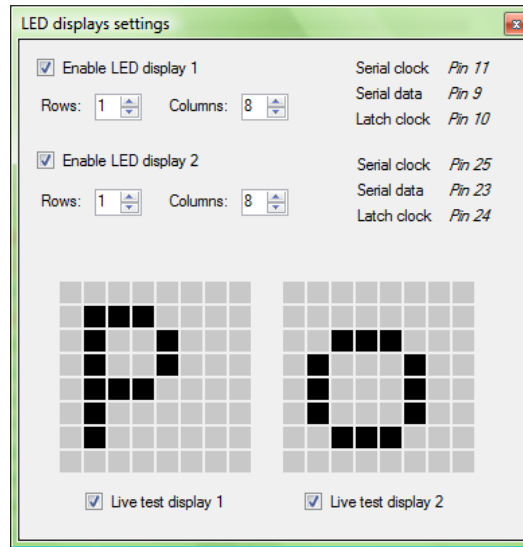 LED displays settings
Enable LED display 1
Rows: 1 Columns: 8
Serial clock Pin 11
Serial data Pin 9
Latch clock Pin 10
Enable LED display 2
Rows: 1 Columns: 8
Serial clock Pin 25
Serial data Pin 23
Latch clock Pin 24
P o
Live test display 1 Live test display 2